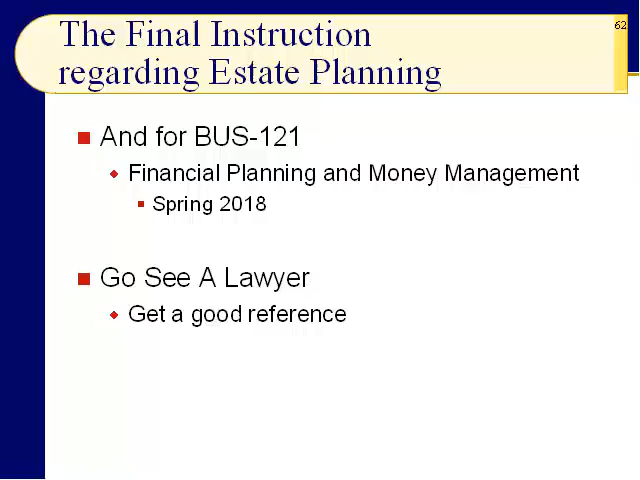 The Final Instruction
regarding Estate Planning
62
And for BUS-121
Financial Planning and Money Management
Spring 2018
Go See A Lawyer
Get a good reference